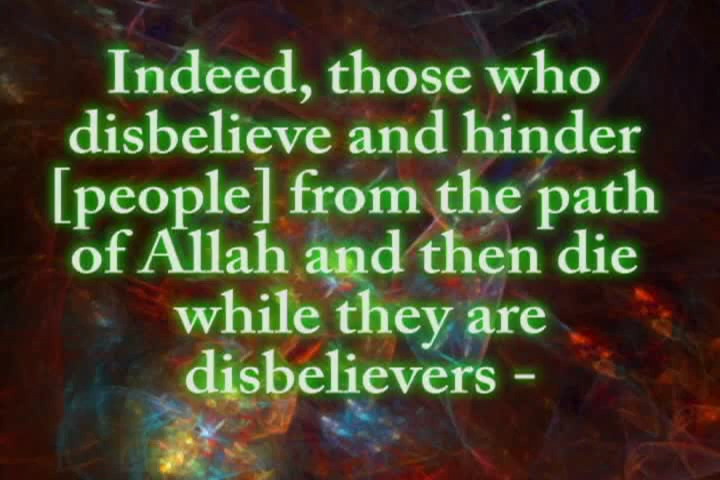 Indeed, those who
disbelieve and hinder
[people] from the path
of Allah and then die
while they are
disbelievers -